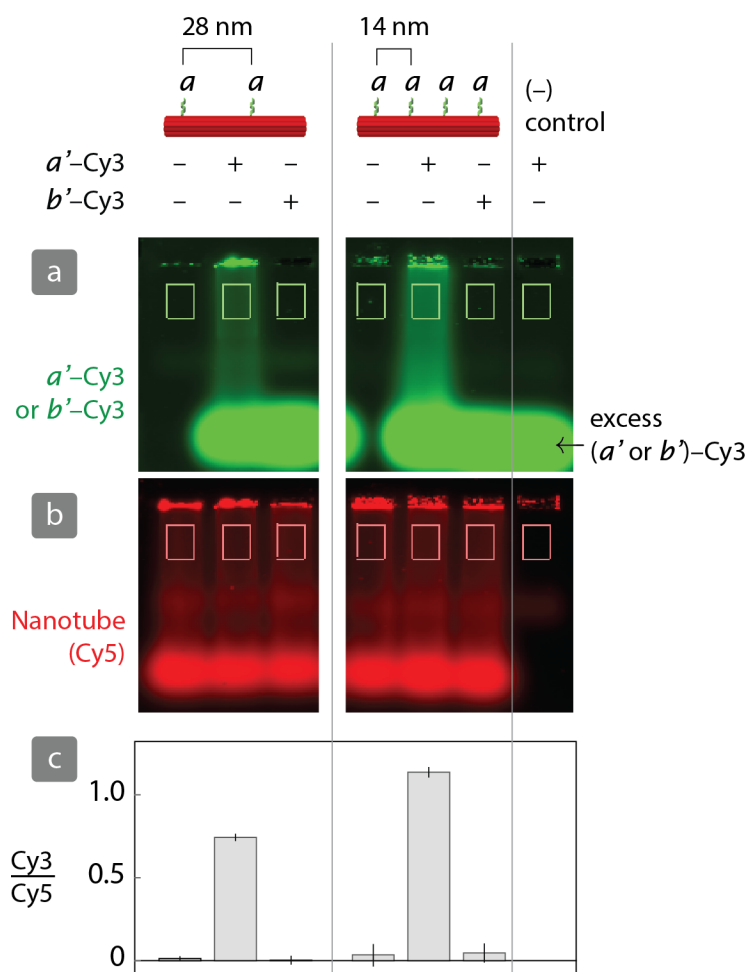 28 nm
14 nm
a a
a a a a
(–)
control
a’–Cy3 – + – – + – +
b’–Cy3 – – + – – + –
a
a’–Cy3
or b’–Cy3
excess
(a’ or b’)–Cy3
b
Nanotube
(Cy5)
c
1.0
0.5
0
Cy3
Cy5